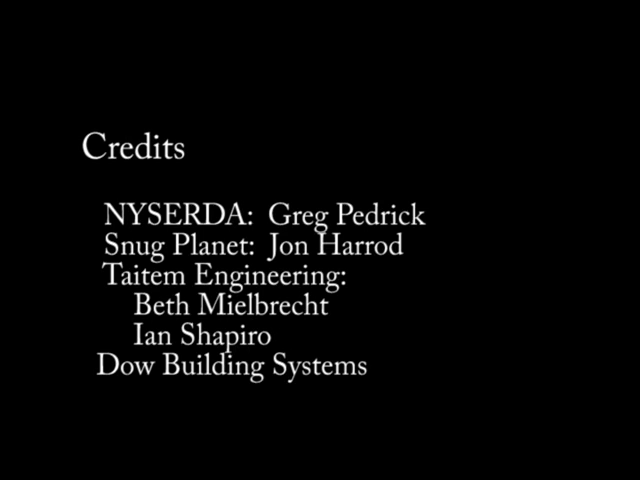 Credits
NYSERDA: Greg Pedrick
Snug Planet: Jon Harrod
Taitem Engineering:
Beth Mielbrecht
Ian Shapiro
Dow Building Systems